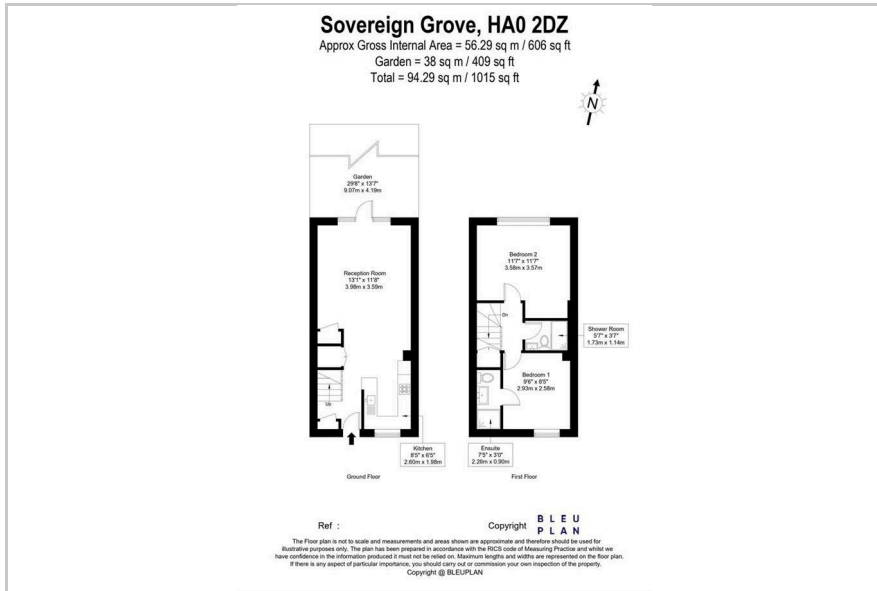 Sovereign Grove, HA0 2DZ
Approx Gross Internal Area = 56.29 sq m / 606 sq ft
Garden = 38 sq m / 409 sq ft
Total = 94.29 sq m / 1015 sq ft
N
Garden
29'8" x 13'7"
9.07m x 4.19m
Reception Room
13'1" x 11'8"
3.98m x 3.59m
Up
Kitchen
8'5" x 6'5"
2.60m x 1.98m
Ground Floor
Bedroom 2
11'7" x 11'7"
3.58m x 3.57m
Dn
Shower Room
5'7" x 3'7"
1.73m x 1.14m
Bedroom 1
9'6" x 8'5"
2.93m x 2.58m
Ensuite
7'5" x 3'0"
2.28m x 0.90m
First Floor
Ref :
Copyright
BLEU
PLAN
The Floor plan is not to scale and measurements and areas shown are approximate and therefore should be used for
illustrative purposes only. The plan has been prepared in accordance with the RICS code of Measuring Practice and whilst we
have confidence in the information produced it must not be relied on. Maximum lengths and widths are represented on the floor plan.
If there is any aspect of particular importance, you should carry out or commission your own inspection of the property.
Copyright @ BLEUPLAN